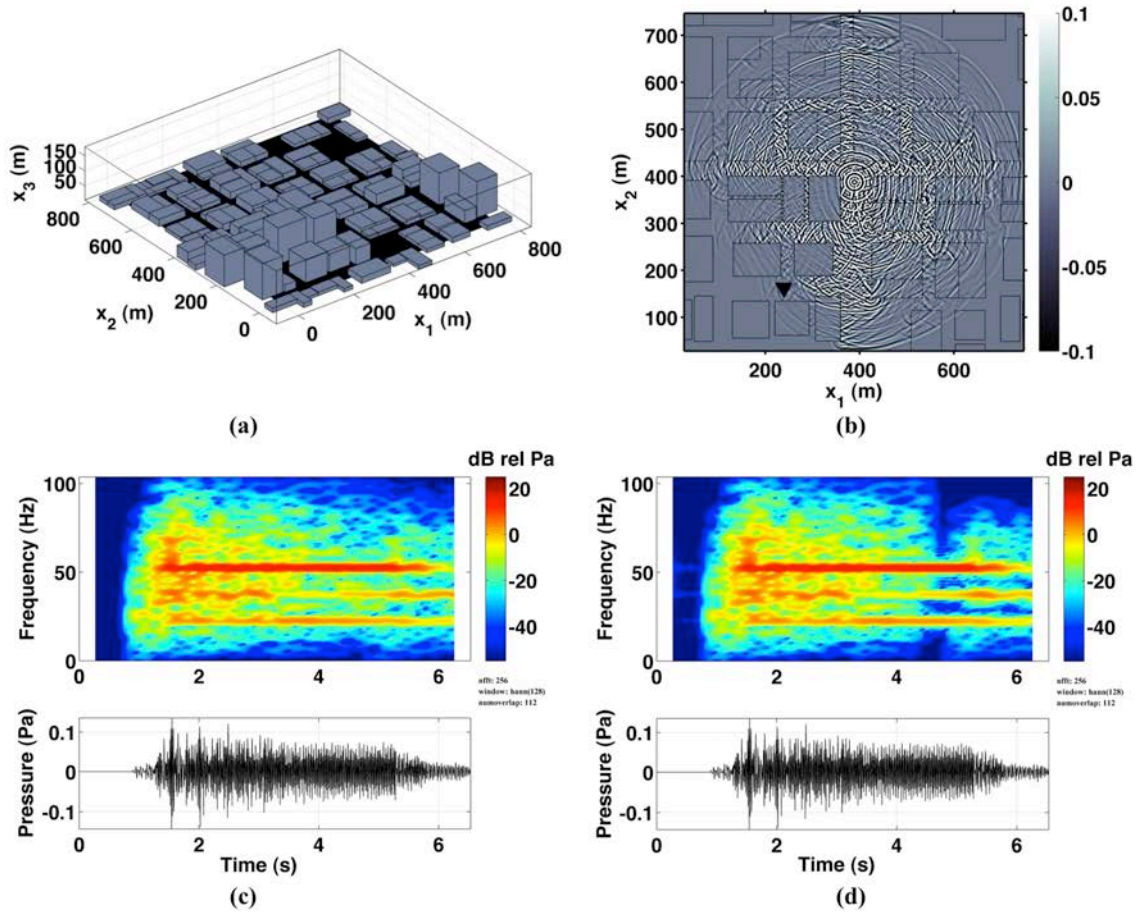 150
100
50
x3 (m)
800
600
400
200
0
x2 (m)
0
200
400
600
800
x1 (m)
(a)
700
600
500
400
300
200
100
x2 (m)
200 400 600
x1 (m)
0.1
0.05
0
-0.05
-0.1
(b)
dB rel Pa
100
50
0
Frequency (Hz)
2 4 6
20
0
-20
-40
nfft: 256
window: hann(128)
numoverlap: 112
0.1
0
-0.1
Pressure (Pa)
0 2 4 6
Time (s)
(c)
dB rel Pa
100
50
0
Frequency (Hz)
2 4 6
20
0
-20
-40
nfft: 256
window: hann(128)
numoverlap: 112
0.1
0
-0.1
Pressure (Pa)
0 2 4 6
Time (s)
(d)